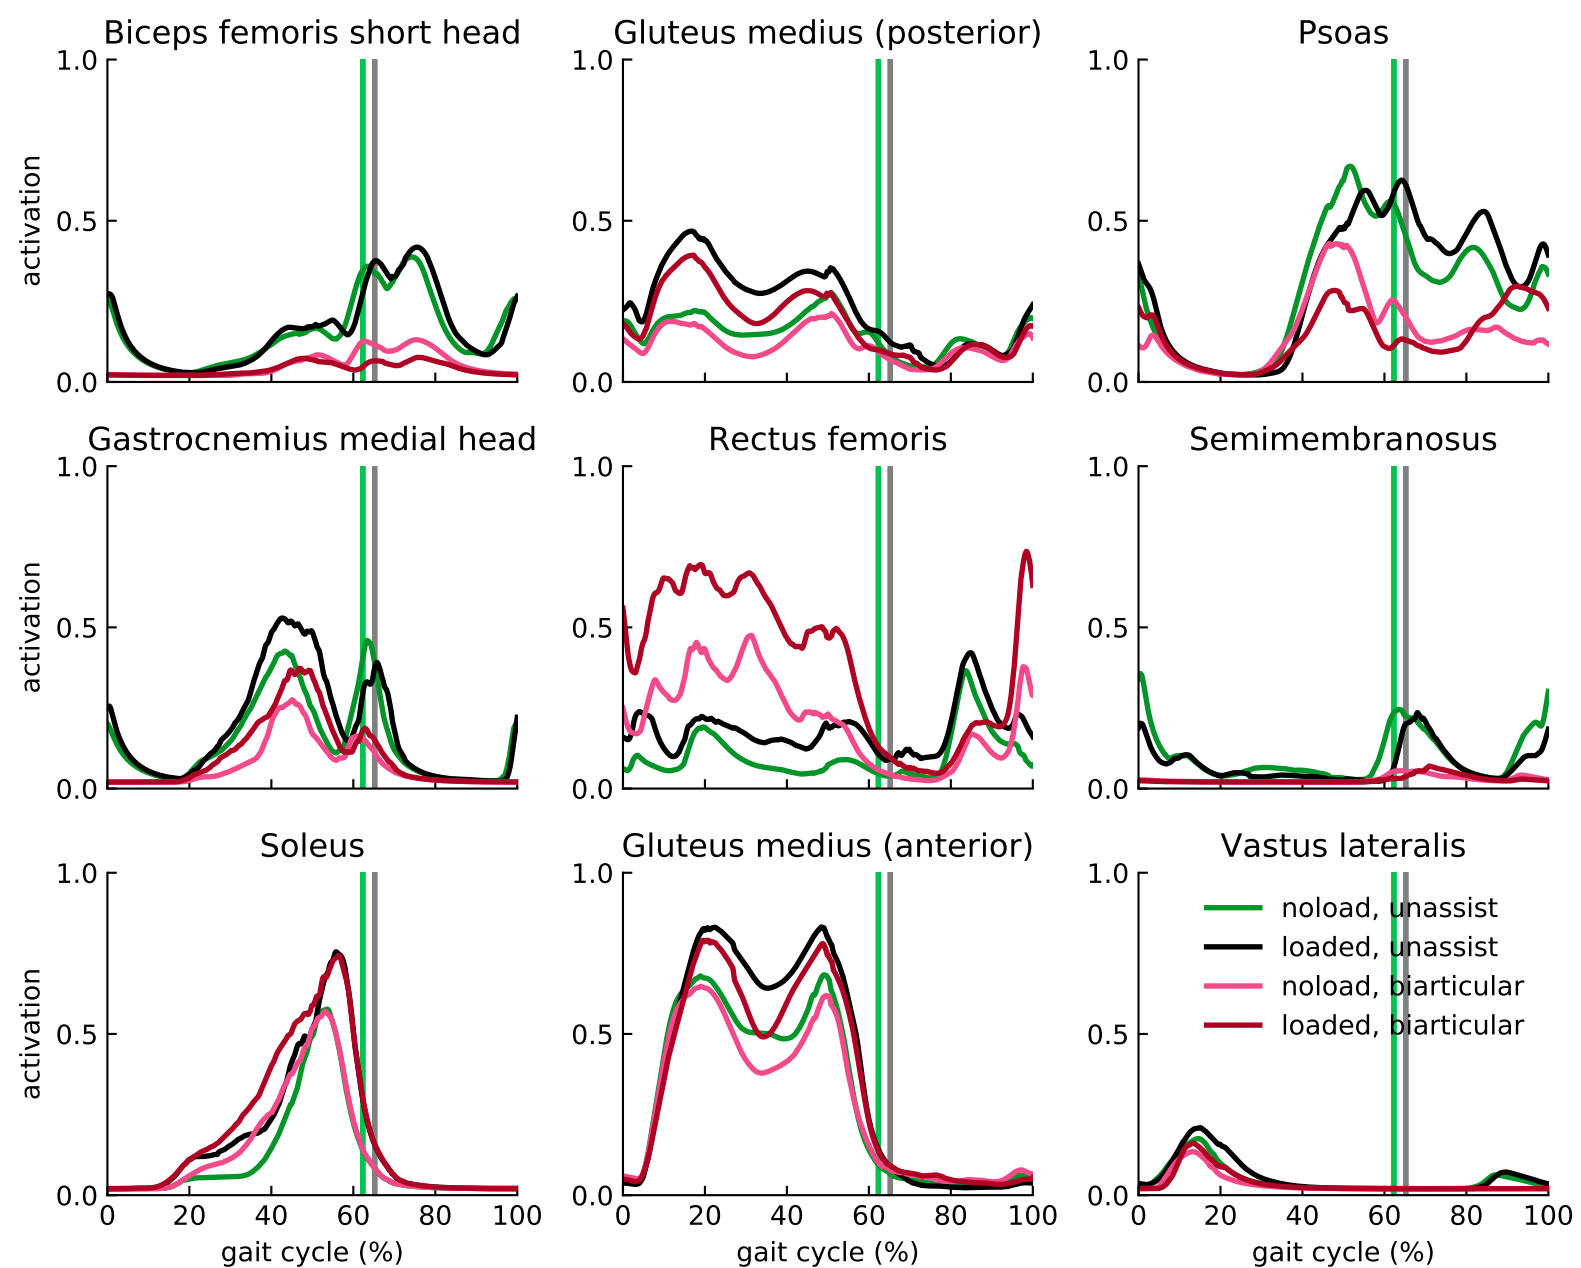 Biceps femoris short head
Gluteus medius (posterior)
Psoas
1.0
0.5
0.0
activation
1.0
0.5
0.0
1.0
0.5
0.0
Gastrocnemius medial head
Rectus femoris
Semimembranosus
1.0
0.5
0.0
activation
1.0
0.5
0.0
1.0
0.5
0.0
Soleus
Gluteus medius (anterior)
Vastus lateralis
1.0
0.5
0.0
activation
0 20 40 60 80 100
gait cycle (%)
1.0
0.5
0.0
0 20 40 60 80 100
gait cycle (%)
1.0
0.5
0.0
noload, unassist
loaded, unassist
noload, biarticular
loaded, biarticular
0 20 40 60 80 100
gait cycle (%)